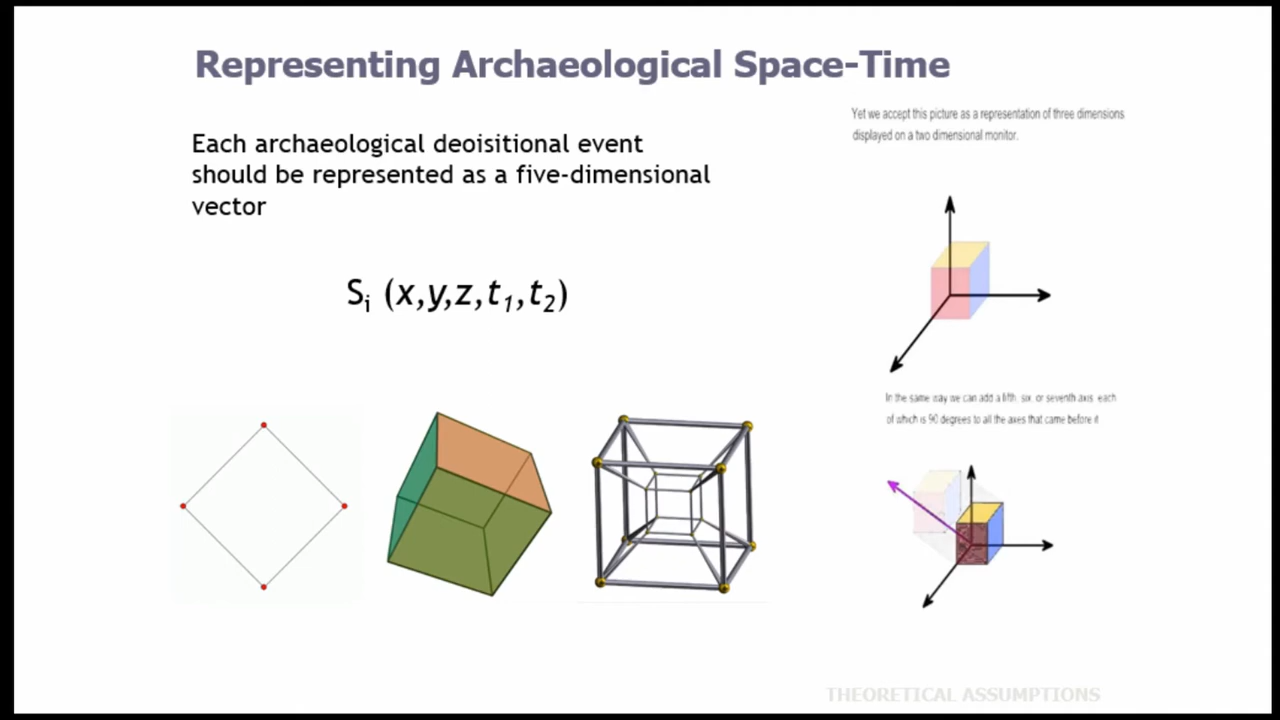 Representing Archaeological Space-Time
Each archaeological deoisitional event
should be represented as a five-dimensional
vector
Sᵢ (x,y,z,t₁,t₂)
Yet we accept this picture as a representation of three dimensions
displayed on a two dimensional monitor.
In the same way we can add a fifth, six, or seventh axis each
of which is 90 degrees to all the axes that came before it
THEORETICAL ASSUMPTIONS